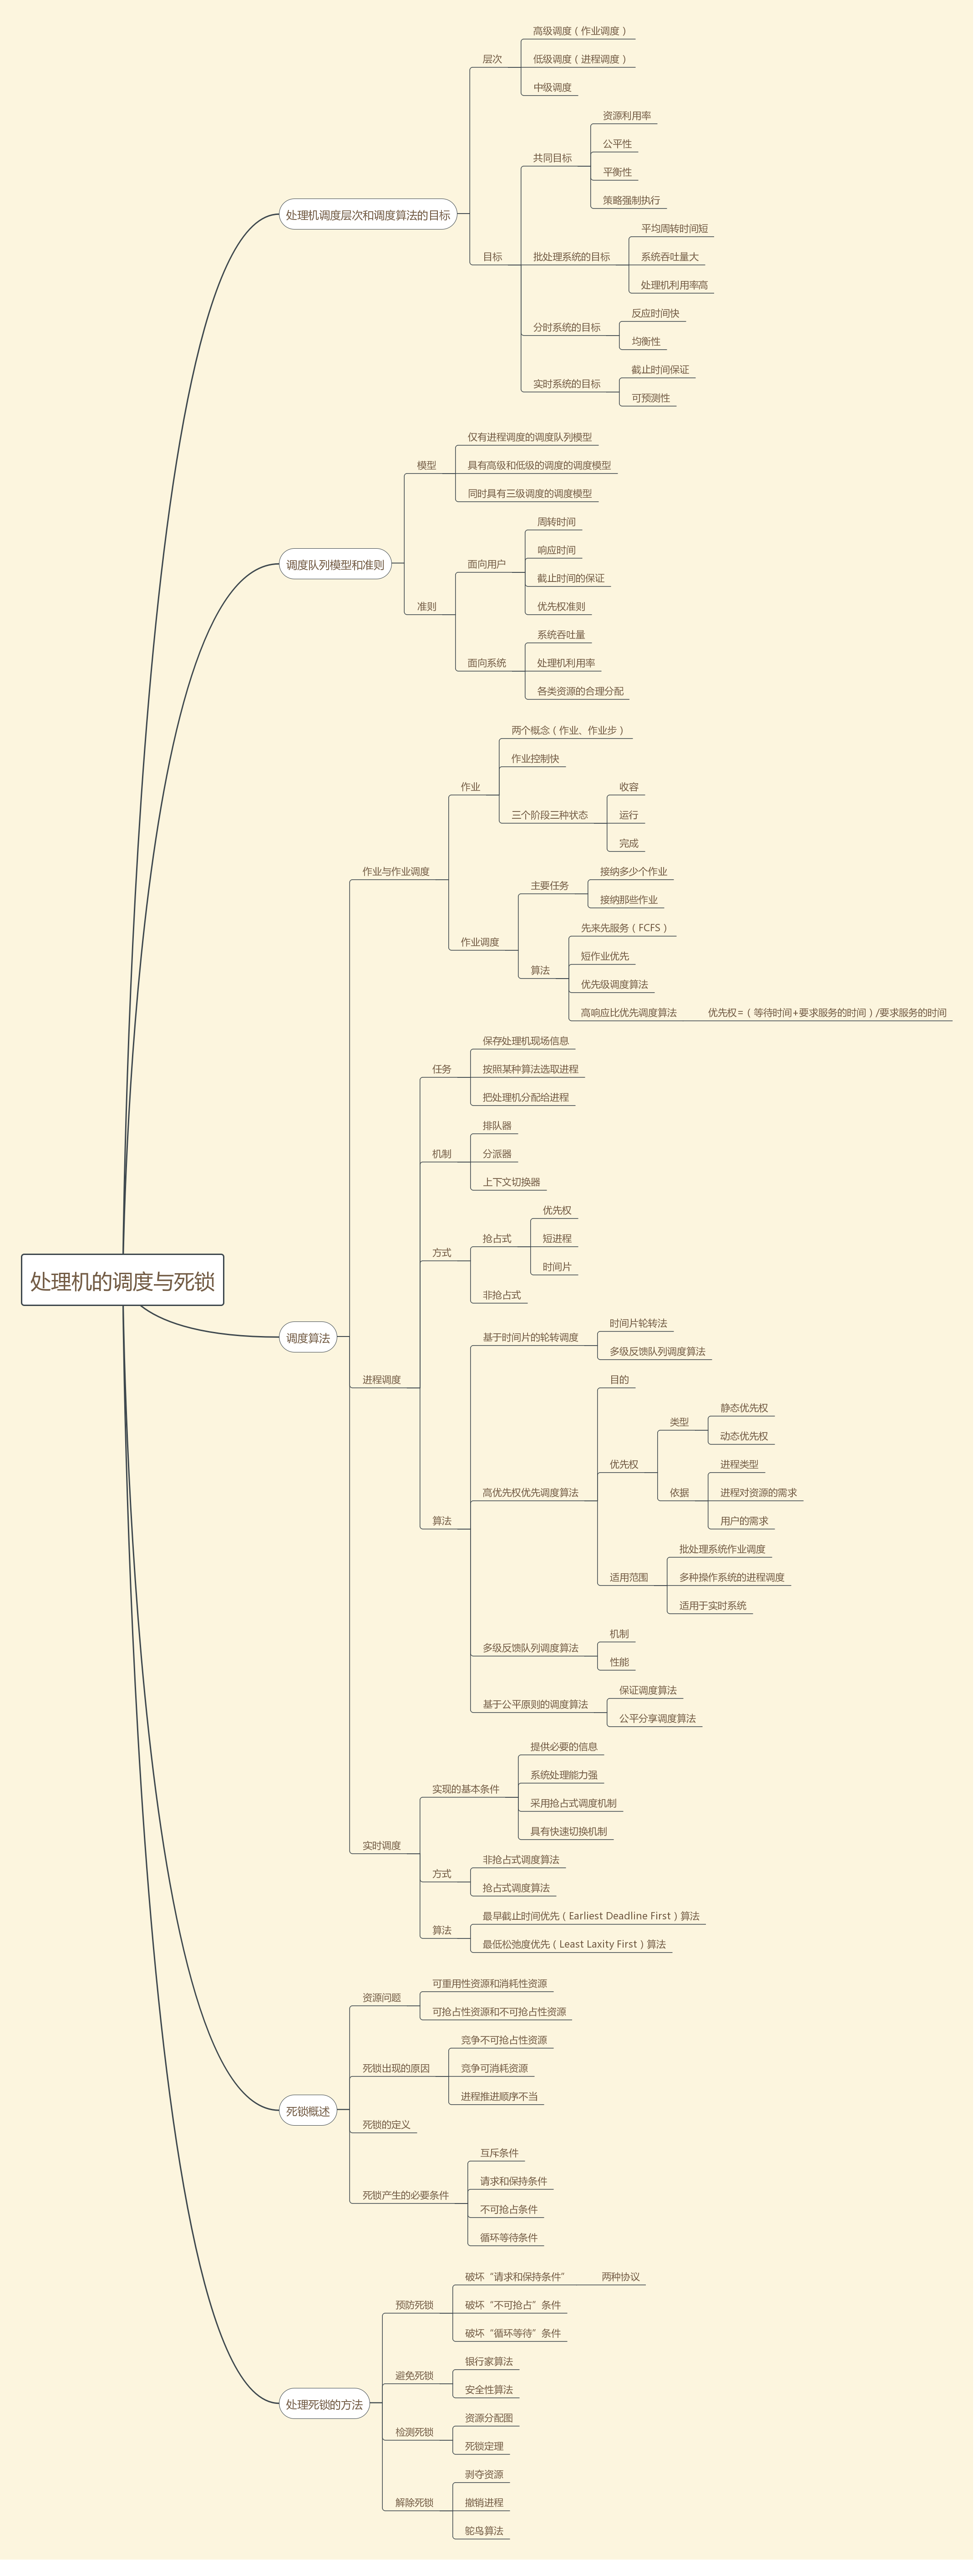 处理机的调度与死锁
处理机调度层次和调度算法的目标
层次
高级调度（作业调度）
低级调度（进程调度）
中级调度
目标
共同目标
资源利用率
公平性
平衡性
策略强制执行
批处理系统的目标
平均周转时间短
系统吞吐量大
处理机利用率高
分时系统的目标
反应时间快
均衡性
实时系统的目标
截止时间保证
可预测性
调度队列模型和准则
模型
仅有进程调度的调度队列模型
具有高级和低级的调度的调度模型
同时具有三级调度的调度模型
准则
面向用户
周转时间
响应时间
截止时间的保证
优先权准则
面向系统
系统吞吐量
处理机利用率
各类资源的合理分配
调度算法
作业与作业调度
作业
两个概念（作业、作业步）
作业控制快
三个阶段三种状态
收容
运行
完成
作业调度
主要任务
接纳多少个作业
接纳那些作业
算法
先来先服务（FCFS）
短作业优先
优先级调度算法
高响应比优先调度算法
优先权=（等待时间+要求服务的时间）/要求服务的时间
进程调度
任务
保存处理机现场信息
按照某种算法选取进程
把处理机分配给进程
机制
排队器
分派器
上下文切换器
方式
抢占式
优先权
短进程
时间片
非抢占式
算法
基于时间片的轮转调度
时间片轮转法
多级反馈队列调度算法
高优先权优先调度算法
目的
优先权
类型
静态优先权
动态优先权
依据
进程类型
进程对资源的需求
用户的需求
适用范围
批处理系统作业调度
多种操作系统的进程调度
适用于实时系统
多级反馈队列调度算法
机制
性能
基于公平原则的调度算法
保证调度算法
公平分享调度算法
实时调度
实现的基本条件
提供必要的信息
系统处理能力强
采用抢占式调度机制
具有快速切换机制
方式
非抢占式调度算法
抢占式调度算法
算法
最早截止时间优先（Earliest Deadline First）算法
最低松弛度优先（Least Laxity First）算法
死锁概述
资源问题
可重用性资源和消耗性资源
可抢占性资源和不可抢占性资源
死锁出现的原因
竞争不可抢占性资源
竞争可消耗资源
进程推进顺序不当
死锁的定义
死锁产生的必要条件
互斥条件
请求和保持条件
不可抢占条件
循环等待条件
处理死锁的方法
预防死锁
破坏“请求和保持条件”
两种协议
破坏“不可抢占”条件
破坏“循环等待”条件
避免死锁
银行家算法
安全性算法
检测死锁
资源分配图
死锁定理
解除死锁
剥夺资源
撤销进程
鸵鸟算法